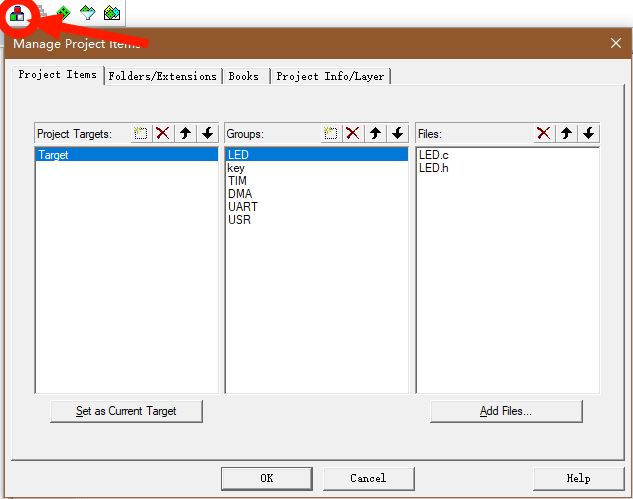 Manage Project Items
Project Items Folders/Extensions Books Project Info/Layer
Project Targets: Groups: Files:
Target
LED
key
TIM
DMA
UART
USR
LED.c
LED.h
Set as Current Target Add Files...
OK Cancel Help